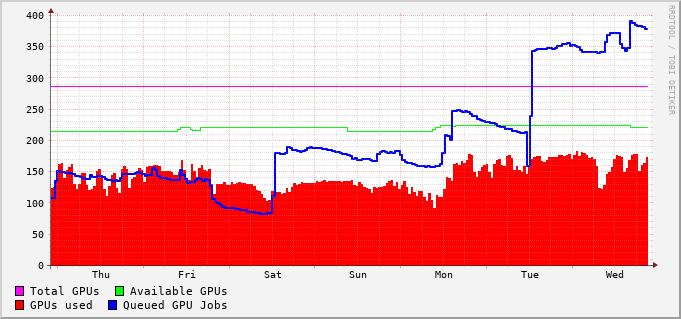 400
350
300
250
200
150
100
50
0
Thu Fri Sat Sun Mon Tue Wed
Total GPUs Available GPUs
GPUs used Queued GPU Jobs
RRDTOOL / TOBI OETIKER